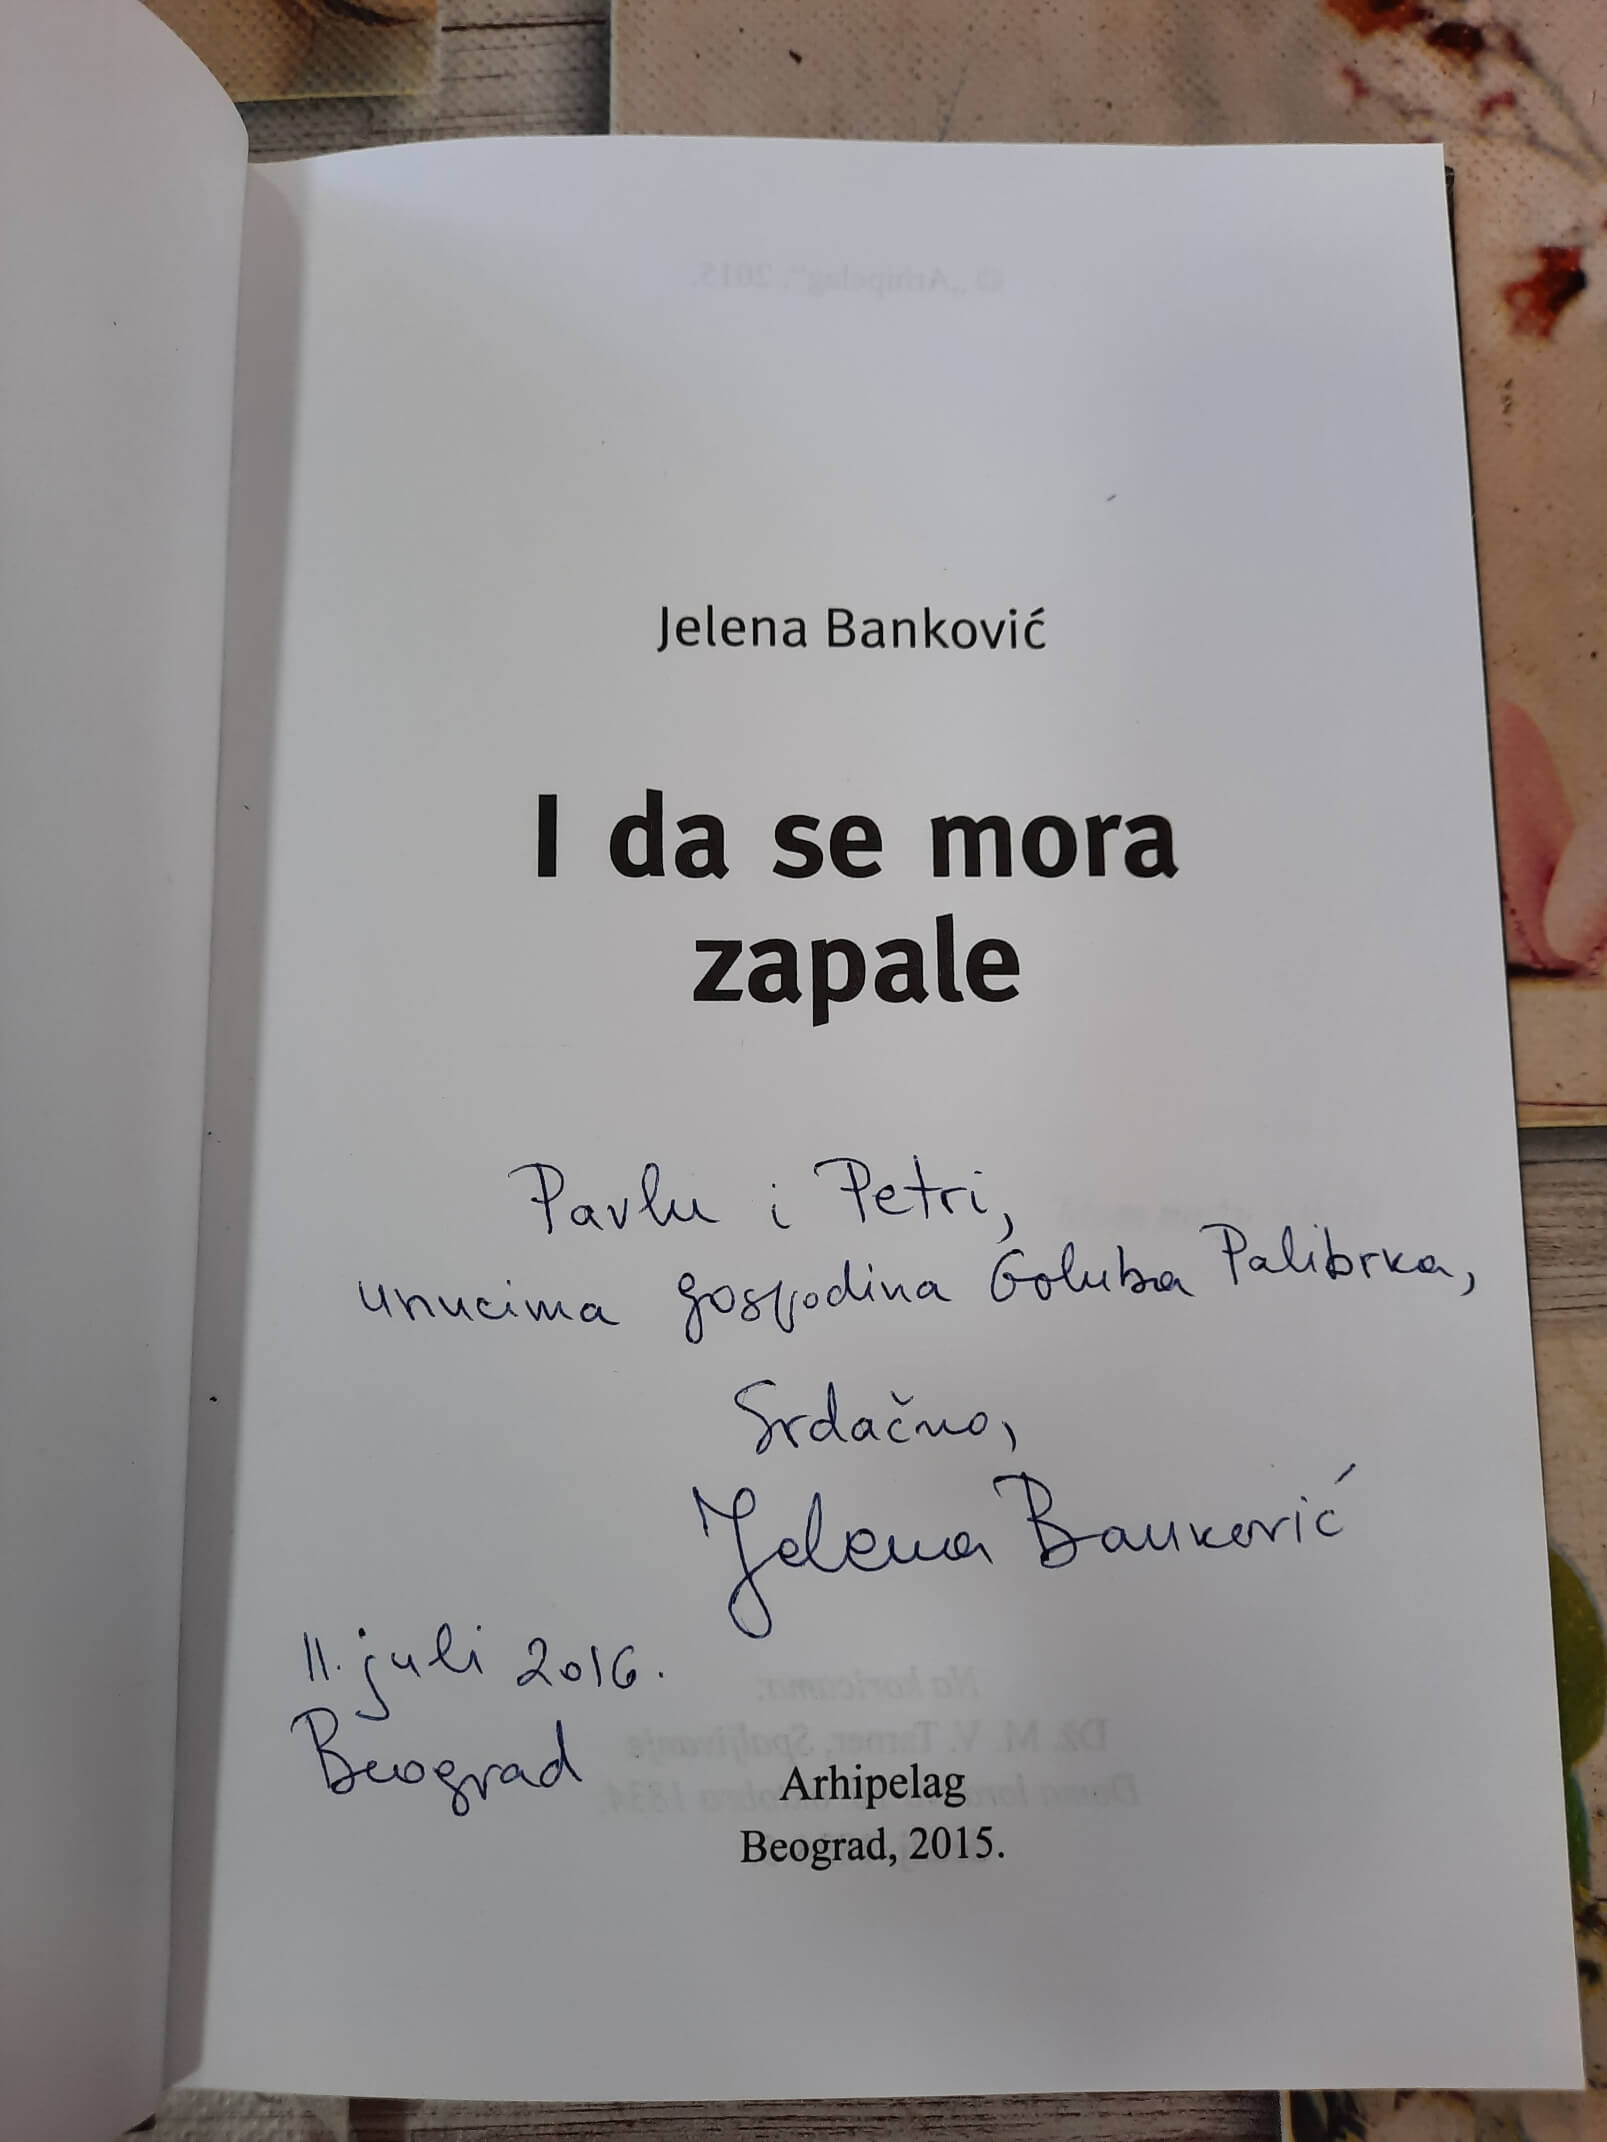 Jelena Banković
I da se mora
zapale
Pavlu i Petri,
unucima gospodina Goluba Palibrka,
Srdačno,
Jelena Banković
11. juli 2016.
Beograd
Arhipelag
Beograd, 2015.